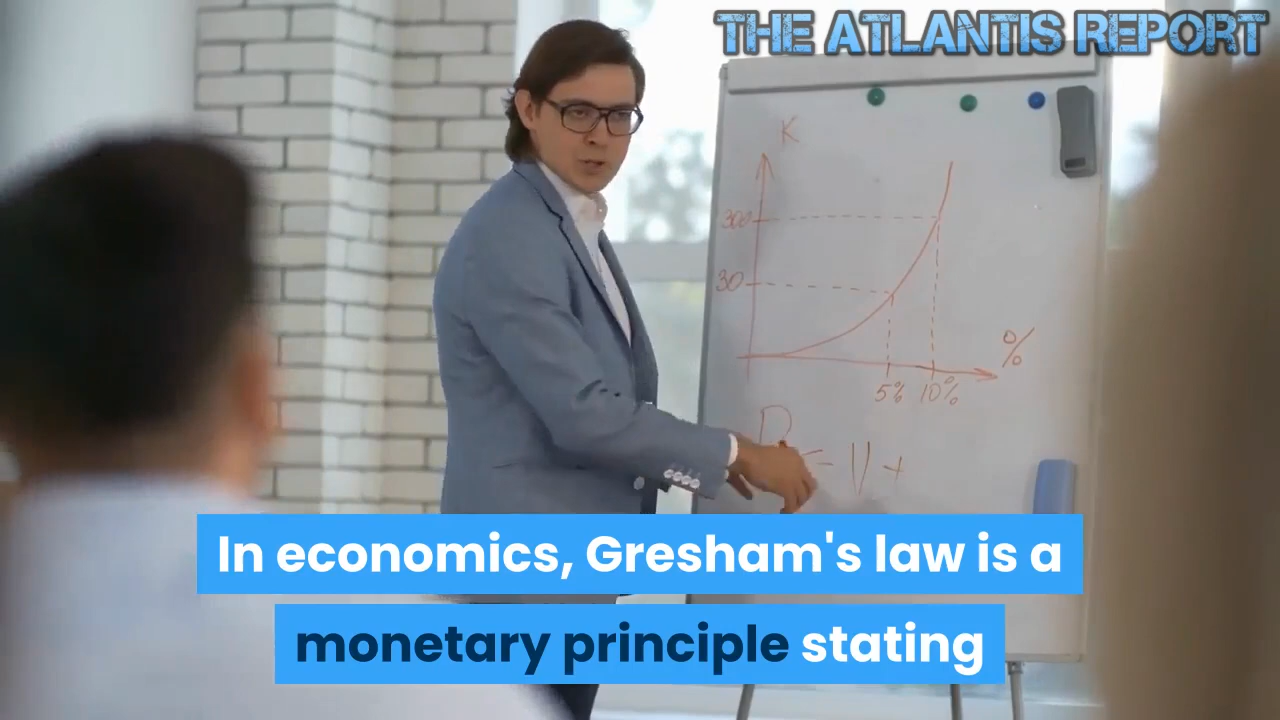 THE ATLANTIS REPORT
K
300
30
%
5% 10%
In economics, Gresham's law is a
monetary principle stating